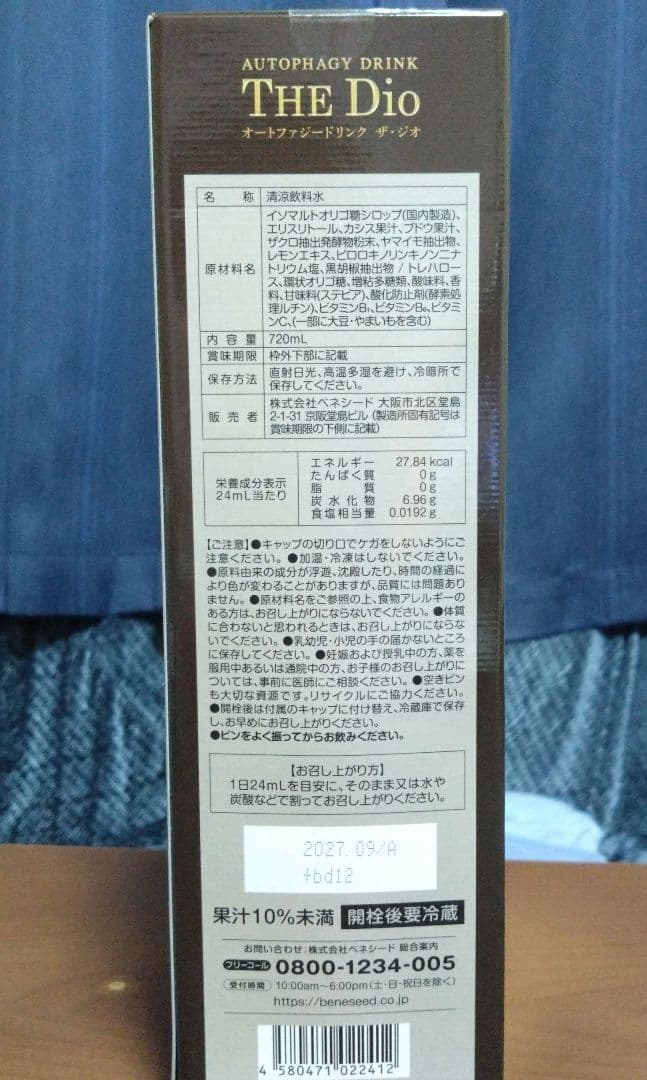 AUTOPHAGY DRINK
THE Dio
オートファジードリンク ザ・ジオ
名称 清涼飲料水
原材料名
イソマルトオリゴ糖シロップ(国内製造)、
エリスリトール、カシス果汁、ブドウ果汁、
ザクロ抽出発酵物粉末、ヤマイモ抽出物、
レモンエキス、ピロロキノリンキノンニナ
トリウム塩、黒胡椒抽出物 / トレハロー
ス、環状オリゴ糖、増粘多糖類、酸味料、香
料、甘味料(ステビア)、酸化防止剤(酵素処
理ルチン)、ビタミンB₁、ビタミンB₆、ビタミ
ンC、(一部に大豆・やまいもを含む)
内容量 720mL
賞味期限 枠外下部に記載
保存方法
直射日光、高温多湿を避け、冷暗所で
保存してください。
販売者
株式会社ベネシード 大阪市北区堂島
2-1-31 京阪堂島ビル (製造所固有記号は
賞味期限の下側に記載)
栄養成分表示
24mL当たり
エネルギー 27.84 kcal
たんぱく質 0g
脂質 0g
炭水化物 6.96g
食塩相当量 0.0192g
【ご注意】●キャップの切り口でケガをしないようにご
注意ください。●加温・冷凍はしないでください。
●原料由来の成分が浮遊、沈殿したり、時間の経過に
より色が変わることがありますが、品質には問題あり
ません。●原材料名をご参照の上、食物アレルギーの
ある方は、お召し上がりにならないでください。●体質
に合わないと思われるときは、お召し上がりにならな
いでください。●乳幼児・小児の手の届かないところ
に保存してください。●妊娠および授乳中の方、薬を
服用中あるいは通院中の方、お子様のお召し上がりに
ついては、事前に医師にご相談ください。●空きビン
も大切な資源です。リサイクルにご協力ください。
●開栓後は付属のキャップに付け替え、冷蔵庫で保存
し、お早めにお召し上がりください。
●ビンをよく振ってからお飲みください。
【お召し上がり方】
1日24mLを目安に、そのまま又は水や
炭酸などで割ってお召し上がりください。
2027.09/A
+bd12
果汁10%未満 開栓後要冷蔵
お問い合わせ:株式会社ベネシード 総合案内
フリーコール 0800-1234-005
受付時間 10:00am~6:00pm(土・日・祝日を除く)
https://beneseed.co.jp
4 580471 022412